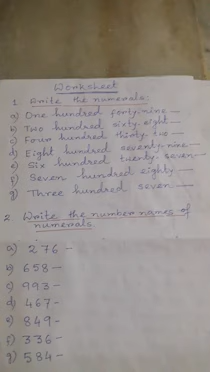 Worksheet
1. Write the numerals:
a) One hundred forty-nine —
b) Two hundred sixty eight —
c) Four hundred thirty two —
d) Eight hundred seventy-nine —
e) Six hundred twenty-seven —
f) Seven hundred eighty —
g) Three hundred seven —
2. Write the number names of
numerals
a) 276 –
b) 658 —
c) 993 —
d) 467 –
e) 849 –
f) 336 –
g) 584 –